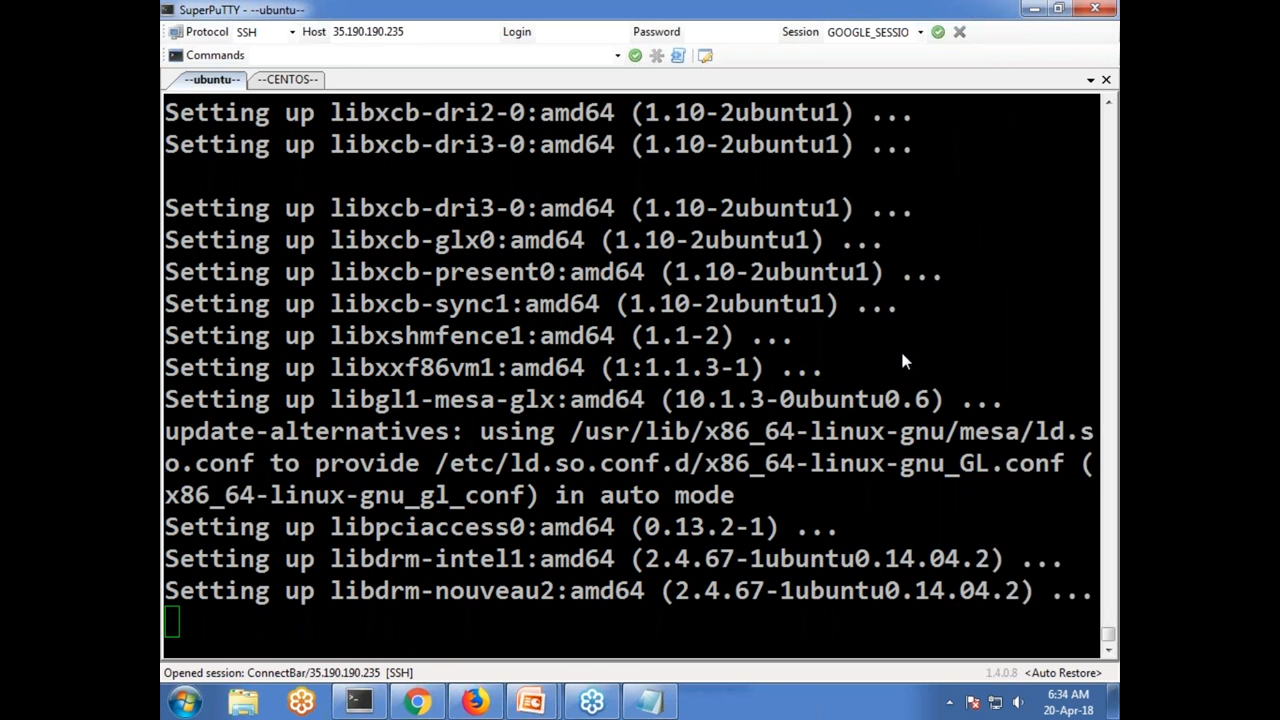 SuperPuTTY - --ubuntu--
Protocol SSH Host 35.190.190.235 Login Password Session GOOGLE_SESSIO
Commands
--ubuntu-- --CENTOS--
Setting up libxcb-dri2-0:amd64 (1.10-2ubuntu1) ...
Setting up libxcb-dri3-0:amd64 (1.10-2ubuntu1) ...
Setting up libxcb-dri3-0:amd64 (1.10-2ubuntu1) ...
Setting up libxcb-glx0:amd64 (1.10-2ubuntu1) ...
Setting up libxcb-present0:amd64 (1.10-2ubuntu1) ...
Setting up libxcb-sync1:amd64 (1.10-2ubuntu1) ...
Setting up libxshmfence1:amd64 (1.1-2) ...
Setting up libxxf86vm1:amd64 (1:1.1.3-1) ...
Setting up libgl1-mesa-glx:amd64 (10.1.3-0ubuntu0.6) ...
update-alternatives: using /usr/lib/x86_64-linux-gnu/mesa/ld.s
o.conf to provide /etc/ld.so.conf.d/x86_64-linux-gnu_GL.conf (
x86_64-linux-gnu_gl_conf) in auto mode
Setting up libpciaccess0:amd64 (0.13.2-1) ...
Setting up libdrm-intel1:amd64 (2.4.67-1ubuntu0.14.04.2) ...
Setting up libdrm-nouveau2:amd64 (2.4.67-1ubuntu0.14.04.2) ...
Opened session: ConnectBar/35.190.190.235 [SSH] 1.4.0.8 <Auto Restore>
6:34 AM
20-Apr-18